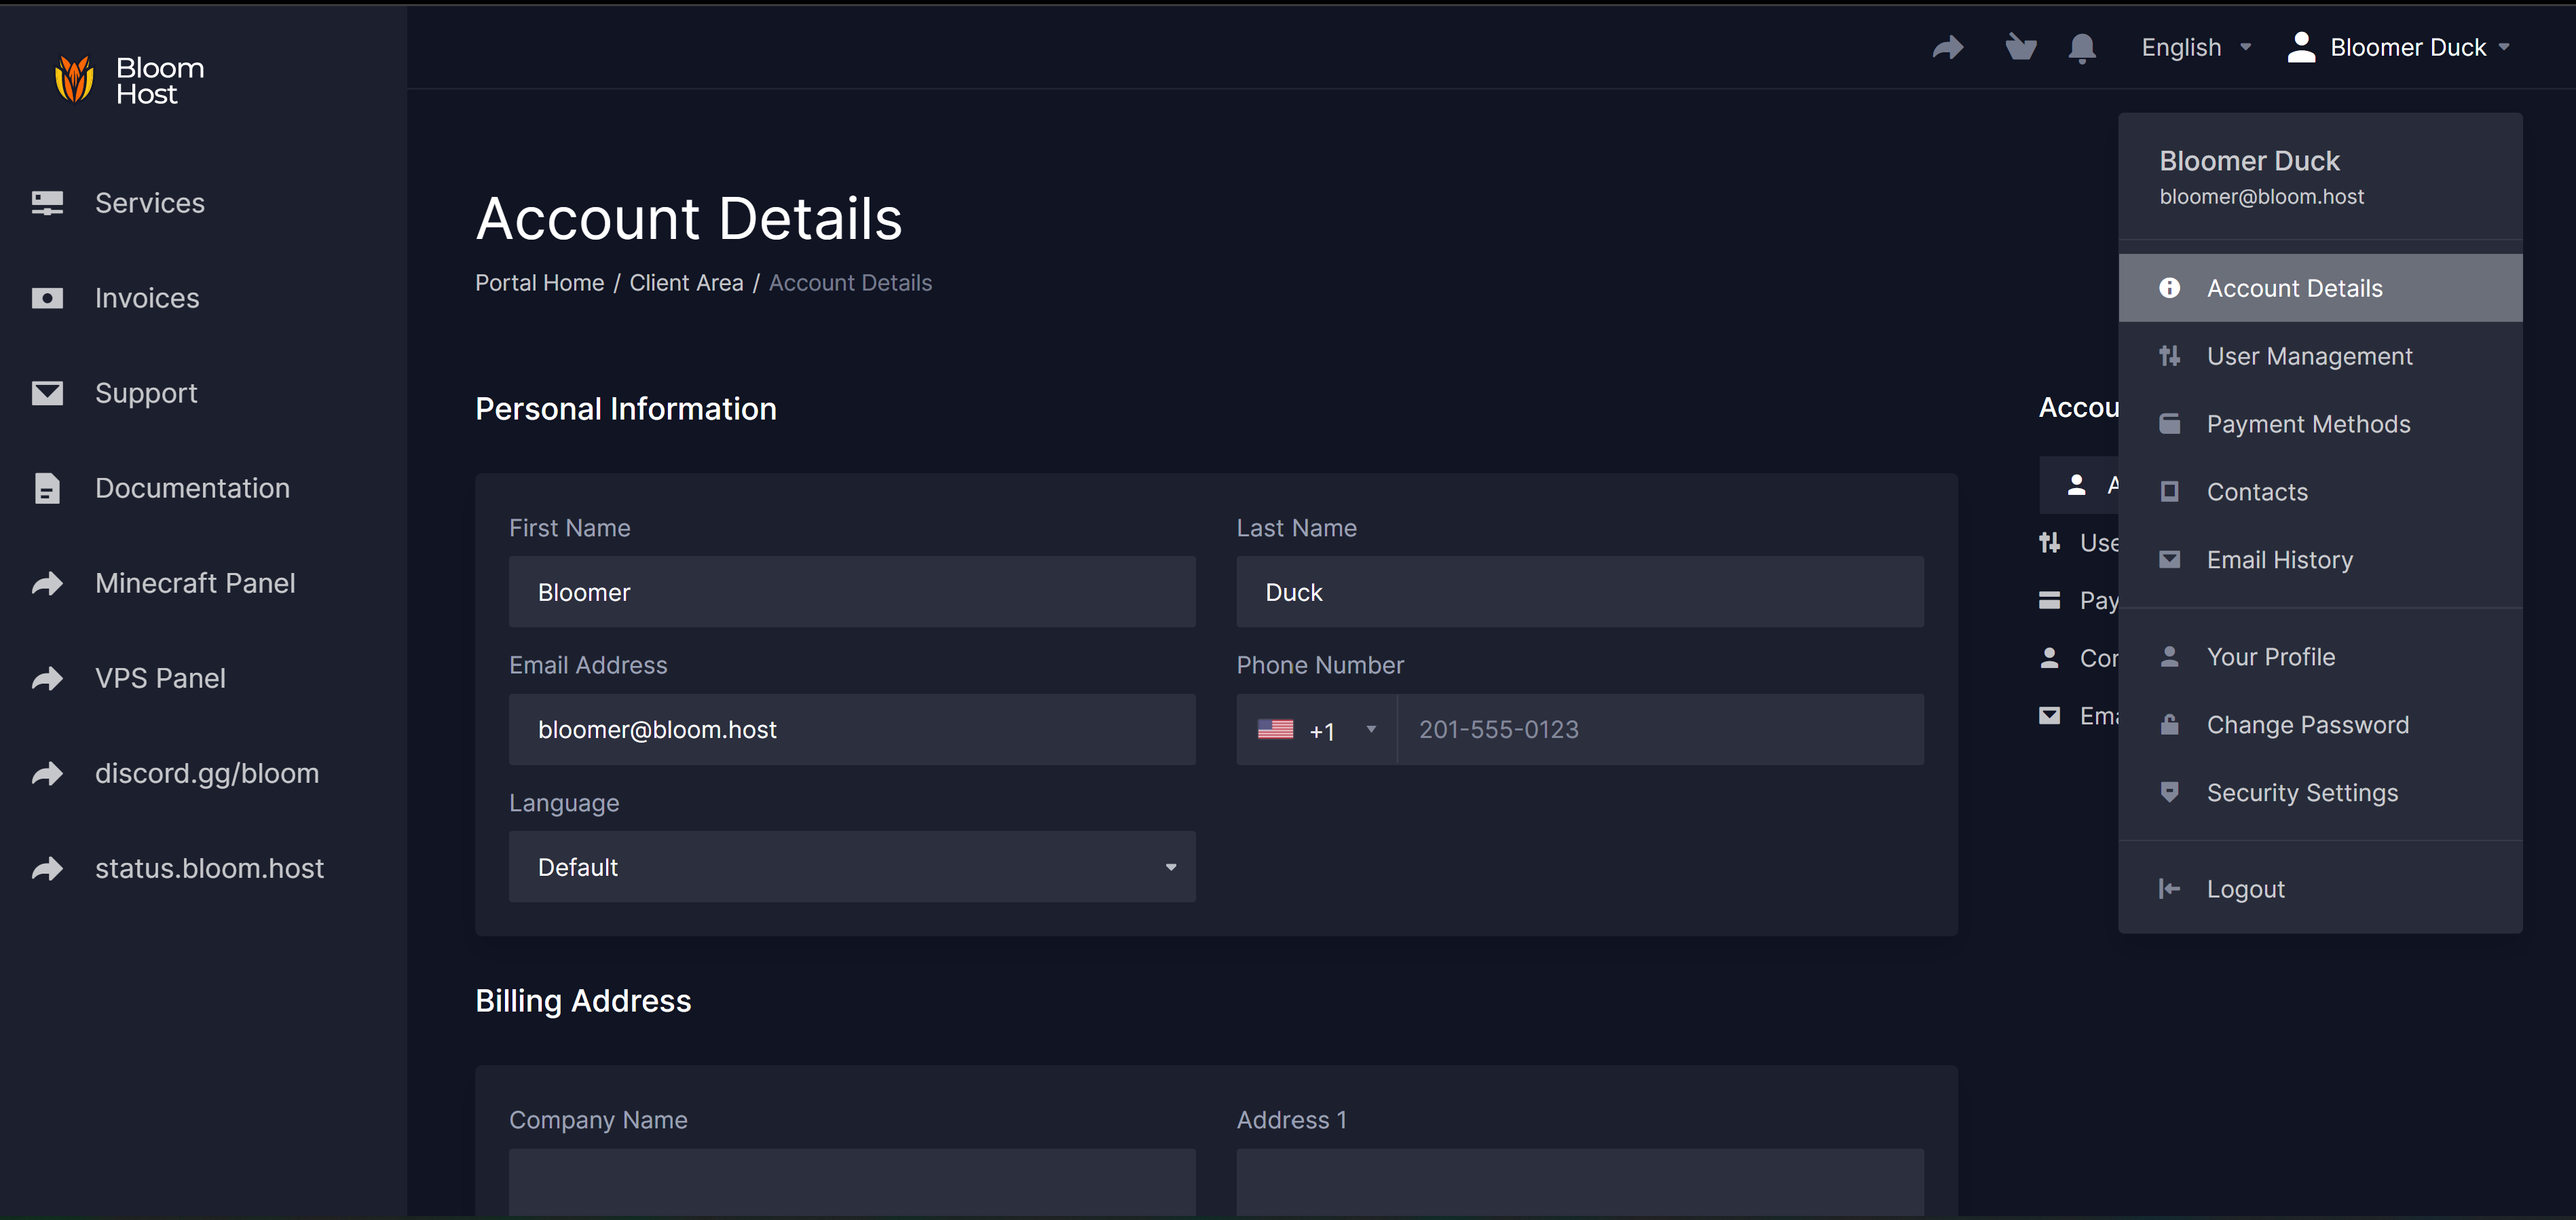 Bloom
Host
Services
Invoices
Support
Documentation
Minecraft Panel
VPS Panel
discord.gg/bloom
status.bloom.host
English
Bloomer Duck
Account Details
Portal Home / Client Area / Account Details
Personal Information
First Name
Bloomer
Last Name
Duck
Email Address
bloomer@bloom.host
Phone Number
+1
201-555-0123
Language
Default
Billing Address
Company Name
Address 1
Accou
A
Use
Pay
Con
Ema
Bloomer Duck
bloomer@bloom.host
Account Details
User Management
Payment Methods
Contacts
Email History
Your Profile
Change Password
Security Settings
Logout